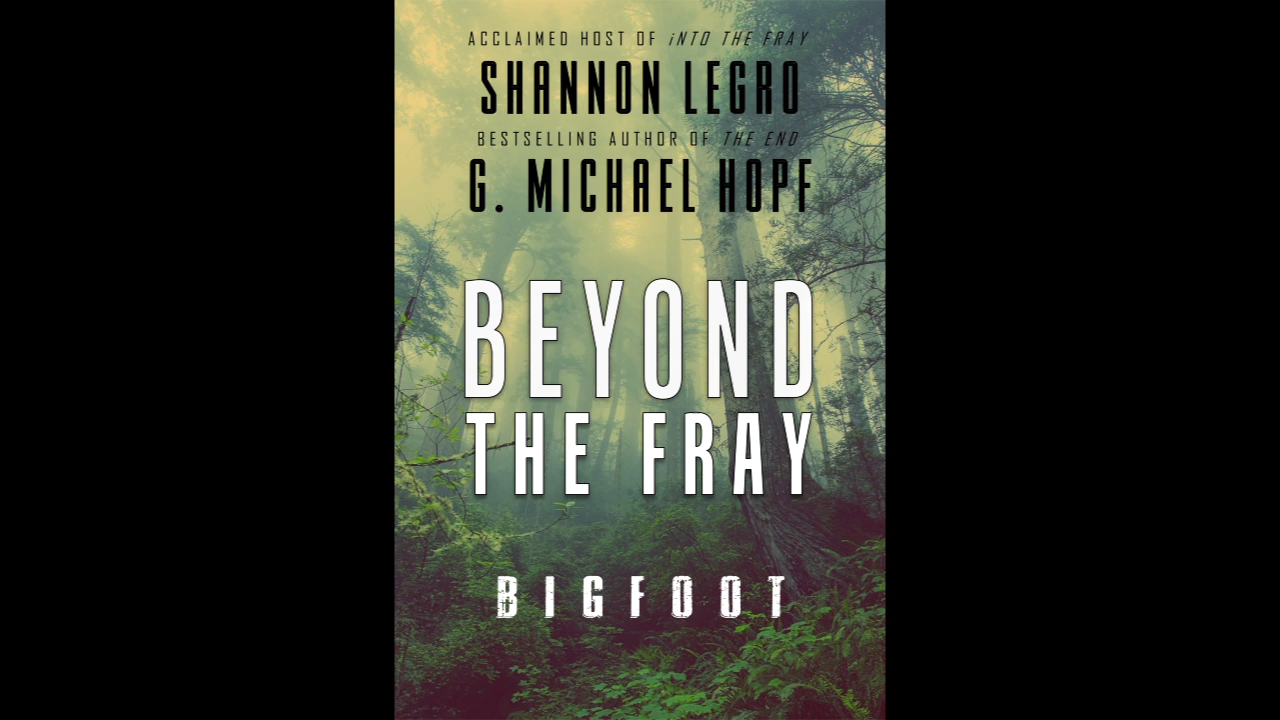 ACCLAIMED HOST OF iNTO THE FRAY
SHANNON LEGRO
BESTSELLING AUTHOR OF THE END
G. MICHAEL HOPF
BEYOND
THE FRAY
BIGFOOT